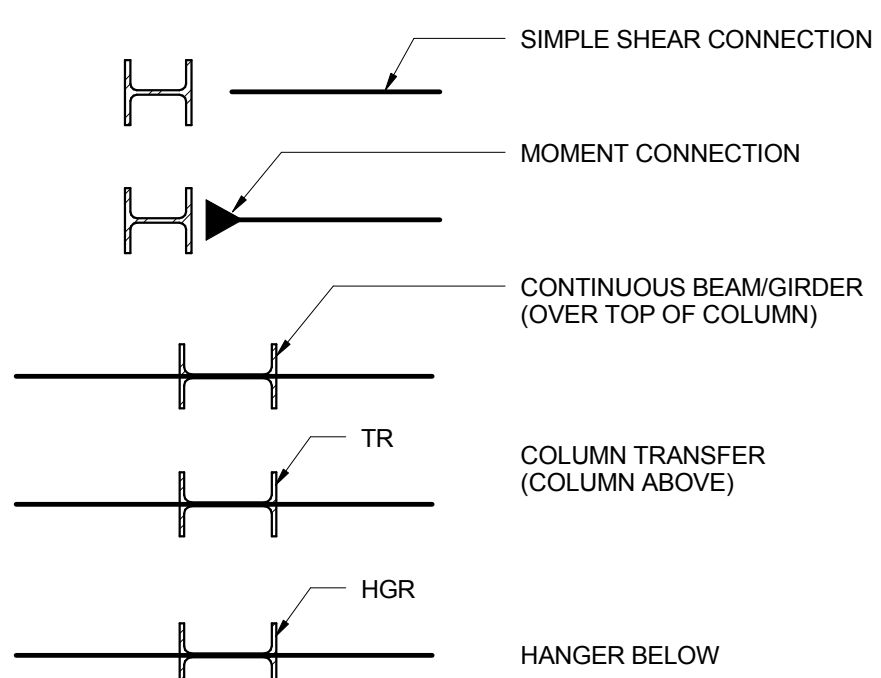 SIMPLE SHEAR CONNECTION
MOMENT CONNECTION
CONTINUOUS BEAM/GIRDER
(OVER TOP OF COLUMN)
TR
COLUMN TRANSFER
(COLUMN ABOVE)
HGR
HANGER BELOW